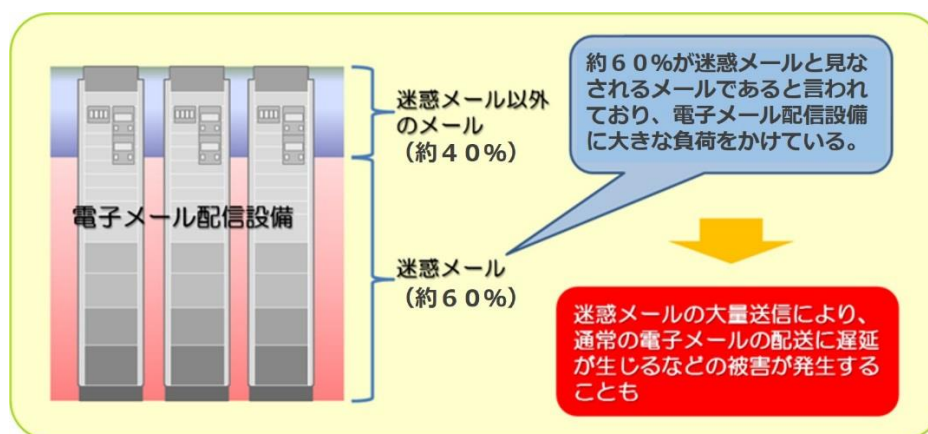 迷惑メール以外
のメール
（約４０％）
電子メール配信設備
迷惑メール
（約６０％）
約６０％が迷惑メールと見な
されるメールであると言われ
ており、電子メール配信設備
に大きな負荷をかけている。
迷惑メールの大量送信により、
通常の電子メールの配送に遅延
が生じるなどの被害が発生する
ことも